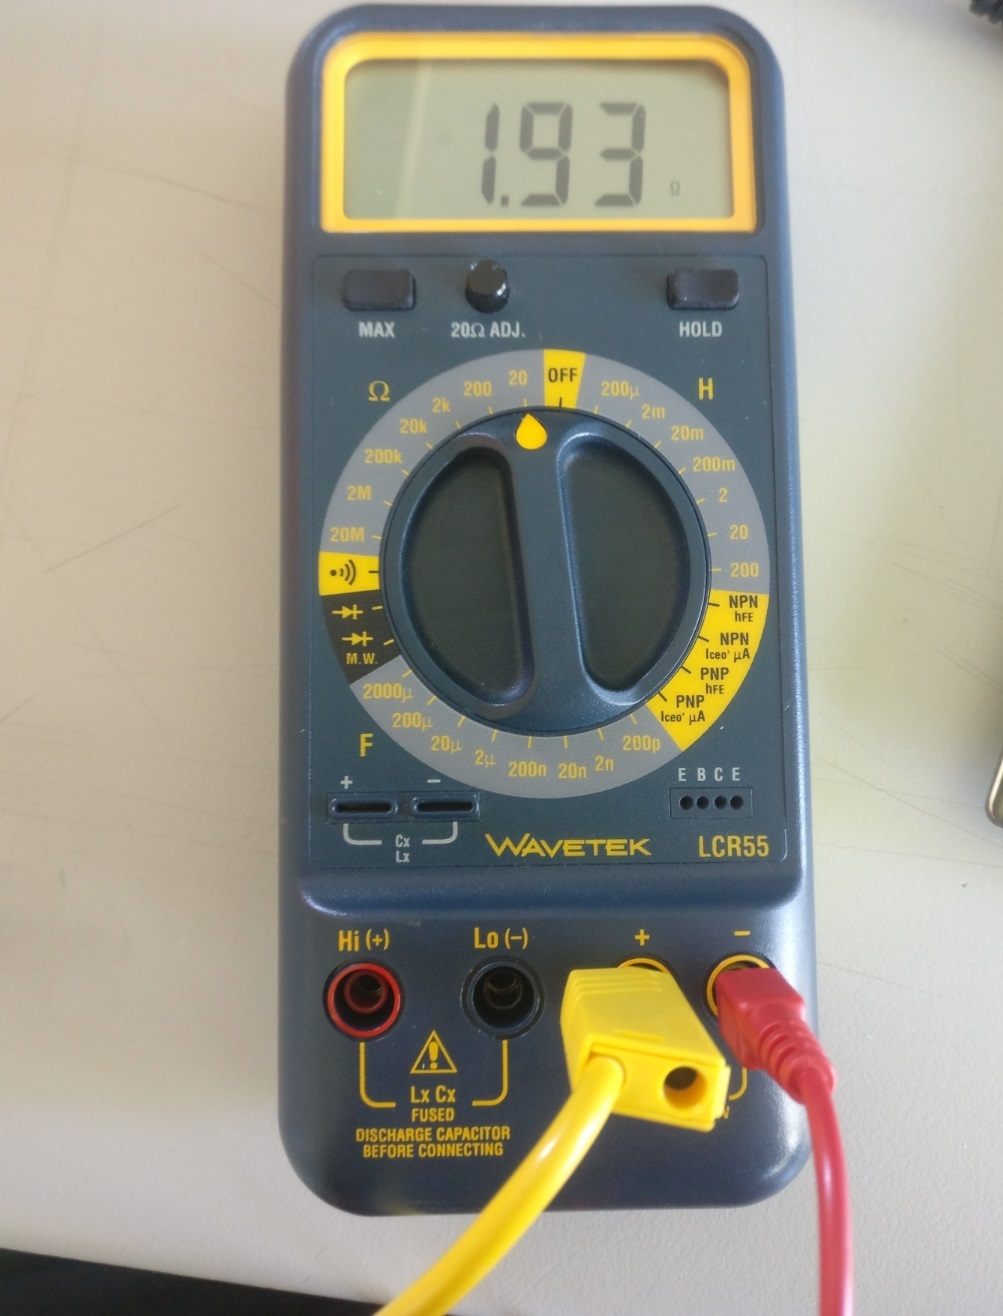 1.93 Ω
MAX
20Ω ADJ.
HOLD
Ω
H
OFF
20
200
2k
20k
200k
2M
20M
M.W.
200µ
2m
20m
200m
2
20
200
NPN
hFE
NPN
Iceo' µA
PNP
hFE
PNP
Iceo' µA
F
2000µ
200µ
20µ
2µ
200n
20n
2n
200p
+ −
Cx
Lx
E B C E
WAVETEK LCR55
Hi (+) Lo (−) + −
Lx Cx
FUSED
DISCHARGE CAPACITOR
BEFORE CONNECTING